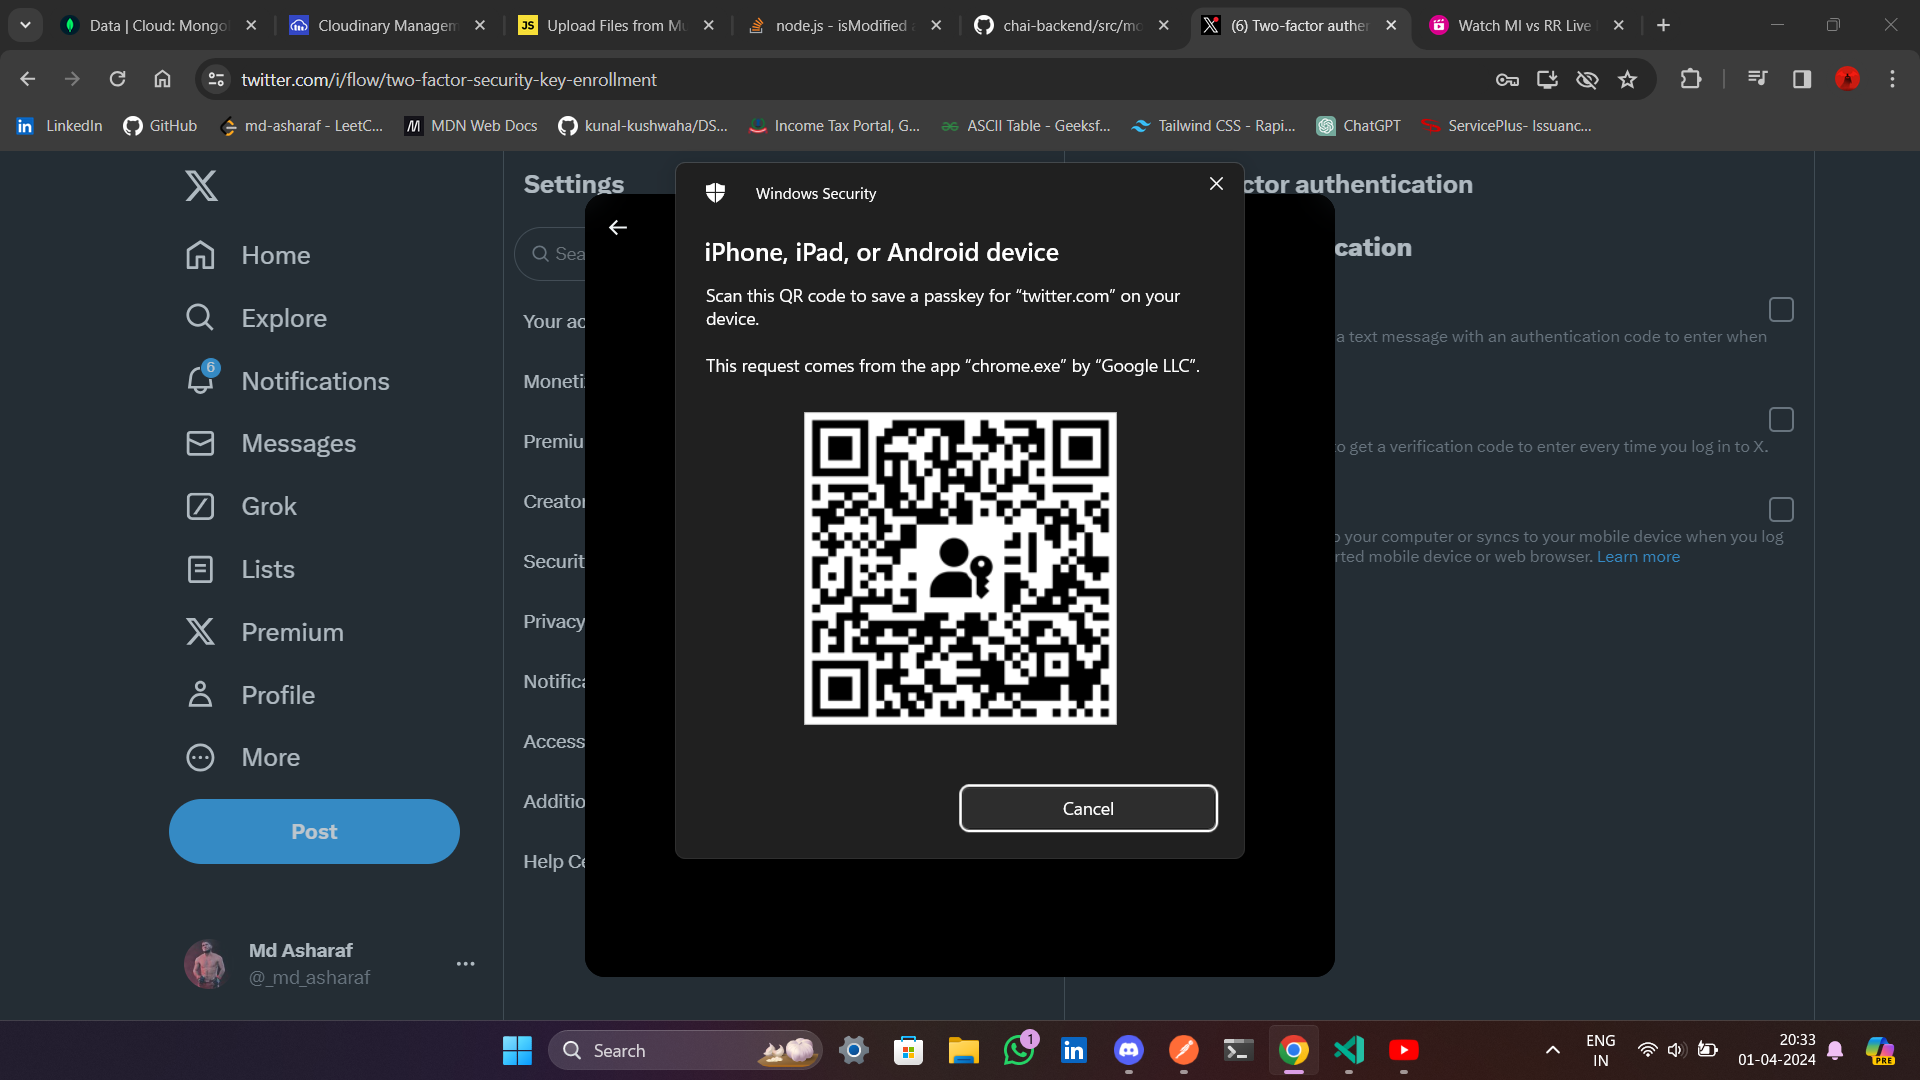 Data | Cloud: Mongo
Cloudinary Managem
JS
Upload Files from Mu
node.js - isModified a
chai-backend/src/mo
(6) Two-factor auther
Watch MI vs RR Live
twitter.com/i/flow/two-factor-security-key-enrollment
LinkedIn
GitHub
md-asharaf - LeetC...
MDN Web Docs
kunal-kushwaha/DS...
Income Tax Portal, G...
ASCII Table - Geeksf...
Tailwind CSS - Rapi...
ChatGPT
ServicePlus- Issuanc...
Home
Explore
6
Notifications
Messages
Grok
Lists
Premium
Profile
More
Post
Md Asharaf
@_md_asharaf
Settings
Sea
Your ac
Moneti
Premiu
Creator
Securit
Privacy
Notifica
Access
Additio
Help Ce
Windows Security
iPhone, iPad, or Android device
Scan this QR code to save a passkey for “twitter.com” on your
device.
This request comes from the app “chrome.exe” by “Google LLC”.
Cancel
ctor authentication
cation
a text message with an authentication code to enter when
o get a verification code to enter every time you log in to X.
o your computer or syncs to your mobile device when you log
rted mobile device or web browser. Learn more
Search
1
ENG
IN
20:33
01-04-2024
PRE